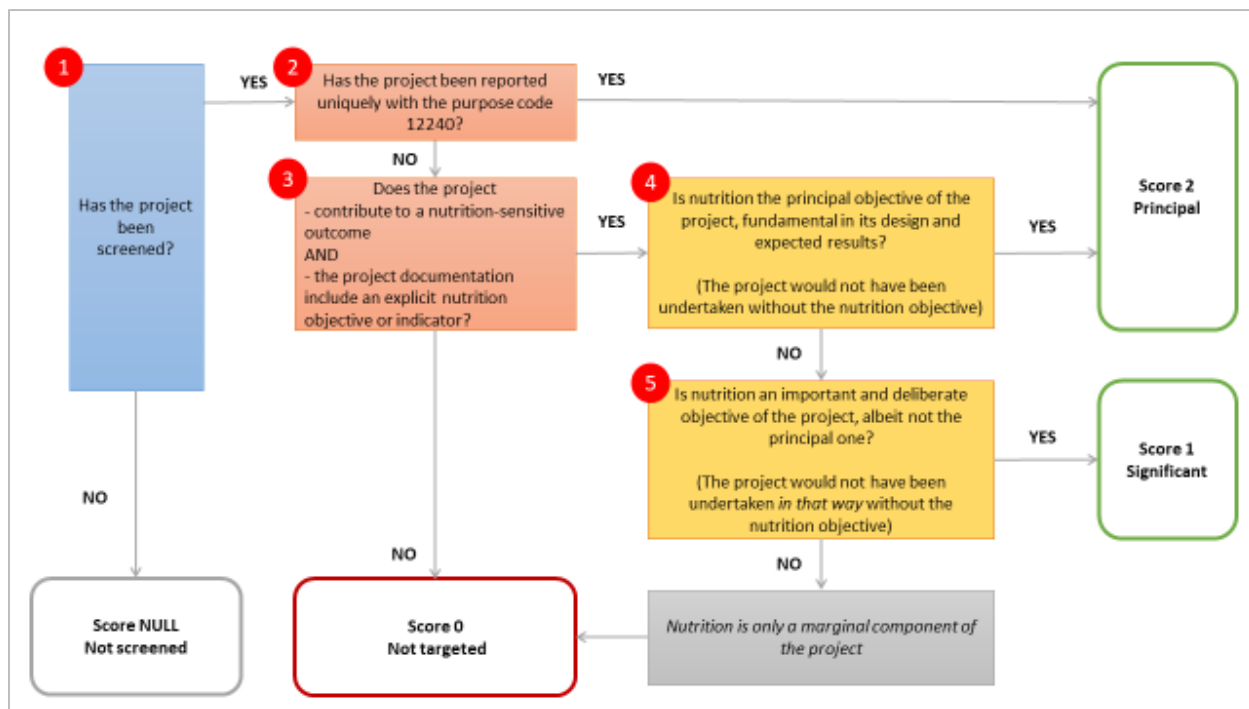 1
Has the project
been
screened?
YES
2
Has the project been reported
uniquely with the purpose code
12240?
YES
NO
3
Does the project
- contribute to a nutrition-sensitive
outcome
AND
- the project documentation
include an explicit nutrition
objective or indicator?
YES
4
Is nutrition the principal objective of the
project, fundamental in its design and
expected results?
(The project would not have been
undertaken without the nutrition objective)
YES
Score 2
Principal
NO
5
Is nutrition an important and deliberate
objective of the project, albeit not the
principal one?
(The project would not have been
undertaken in that way without the
nutrition objective)
YES
Score 1
Significant
NO
NO
NO
Score NULL
Not screened
Score 0
Not targeted
Nutrition is only a marginal component of
the project